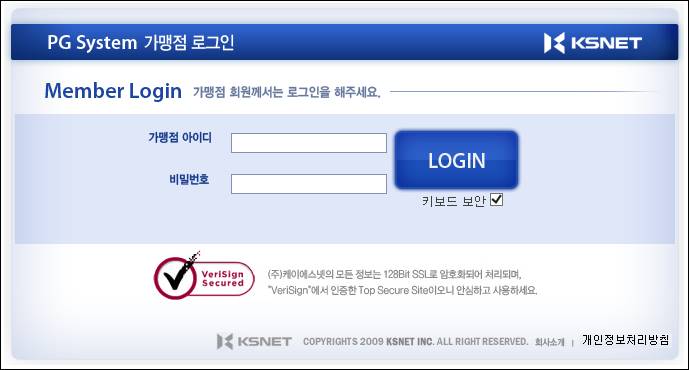 PG System 가맹점 로그인
KSNET
Member Login 가맹점 회원께서는 로그인을 해주세요.
가맹점 아이디
비밀번호
LOGIN
키보드 보안
VeriSign
Secured
(주)케이에스넷의 모든 정보는 128Bit SSL로 암호화되어 처리되며,
"VeriSign"에서 인증한 Top Secure Site이오니 안심하고 사용하세요.
KSNET COPYRIGHTS 2009 KSNET INC. ALL RIGHT RESERVED. 회사소개 | 개인정보처리방침